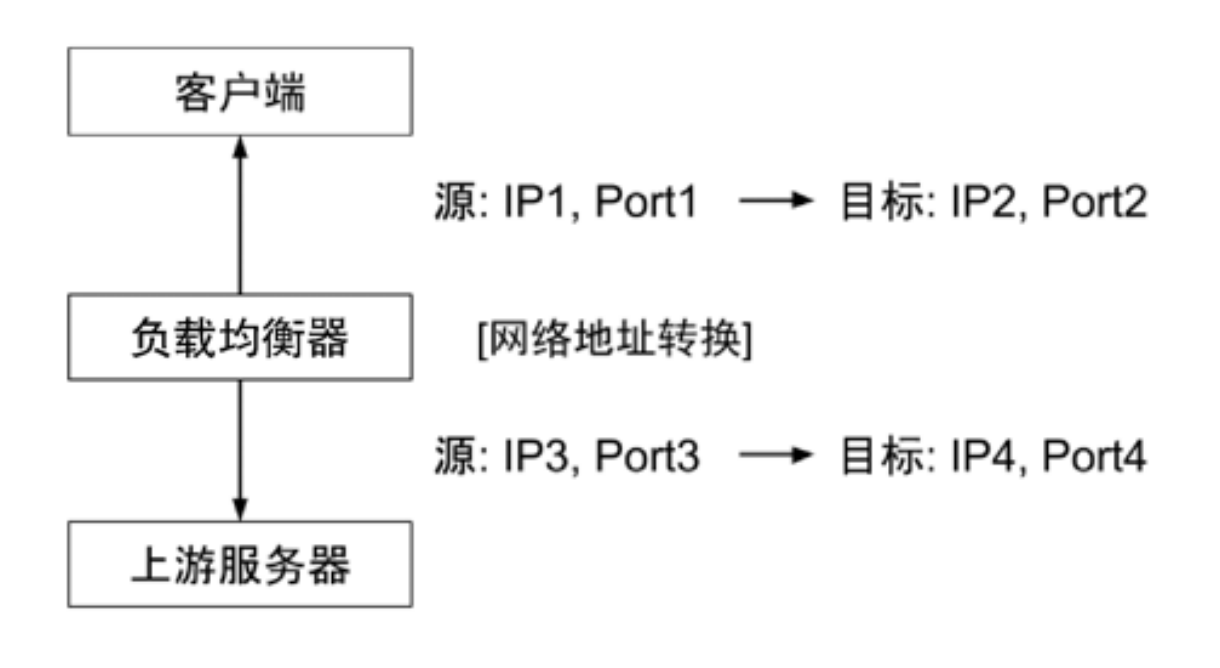 客户端
源: IP1, Port1 → 目标: IP2, Port2
负载均衡器 [网络地址转换]
源: IP3, Port3 → 目标: IP4, Port4
上游服务器